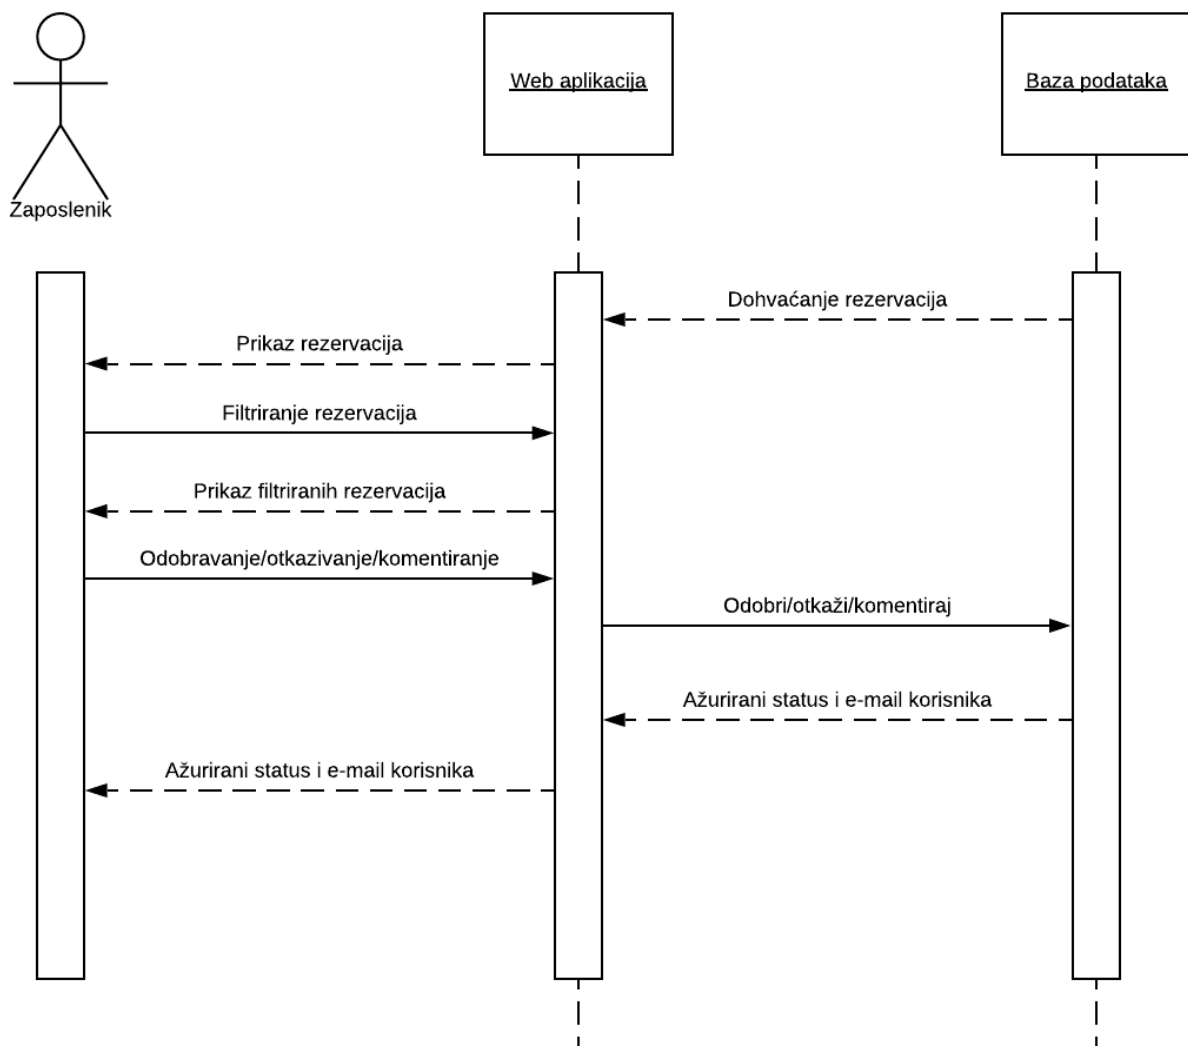 Web aplikacija
Baza podataka
Zaposlenik
Dohvaćanje rezervacija
Prikaz rezervacija
Filtriranje rezervacija
Prikaz filtriranih rezervacija
Odobravanje/otkazivanje/komentiranje
Odobri/otkaži/komentiraj
Ažurirani status i e-mail korisnika
Ažurirani status i e-mail korisnika